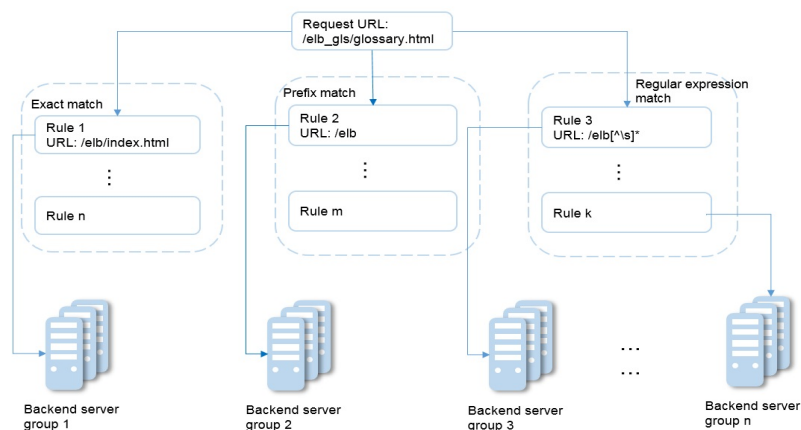 Request URL:
/elb_gls/glossary.html
Exact match
Rule 1
URL: /elb/index.html
⋮
Rule n
Prefix match
Rule 2
URL: /elb
⋮
Rule m
Regular expression
match
Rule 3
URL: /elb[^\s]*
⋮
Rule k
...
...
Backend server
group 1
Backend server
group 2
Backend server
group 3
Backend server
group n